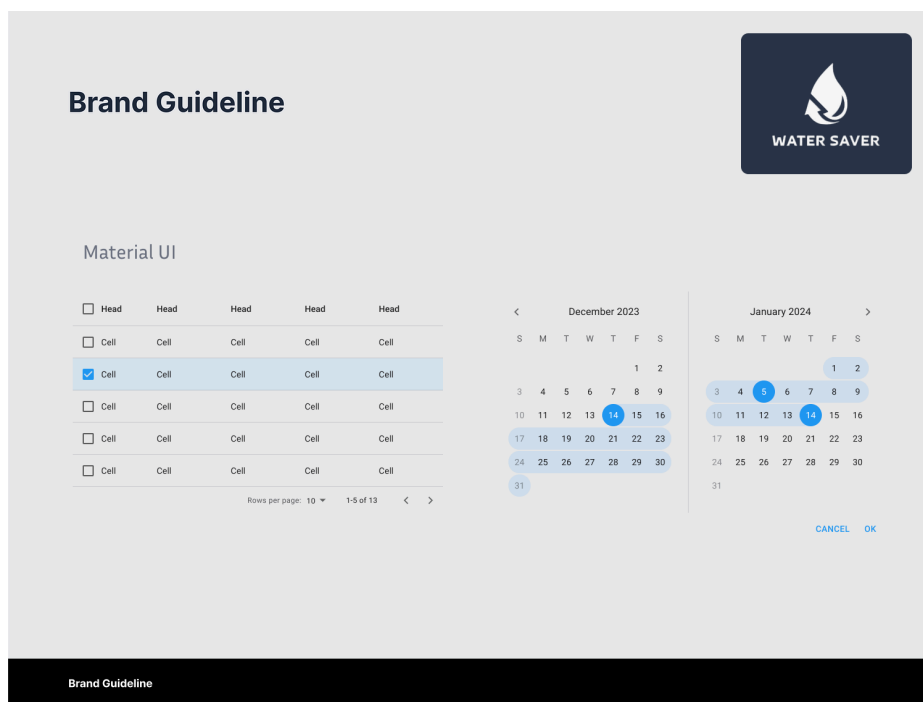 Brand Guideline
WATER SAVER
Material UI
Head Head Head Head Head
Cell Cell Cell Cell Cell
Cell Cell Cell Cell Cell
Cell Cell Cell Cell Cell
Cell Cell Cell Cell Cell
Cell Cell Cell Cell Cell
Rows per page: 10 1-5 of 13
December 2023
S M T W T F S
1 2
3 4 5 6 7 8 9
10 11 12 13 14 15 16
17 18 19 20 21 22 23
24 25 26 27 28 29 30
31
January 2024
S M T W T F S
1 2
3 4 5 6 7 8 9
10 11 12 13 14 15 16
17 18 19 20 21 22 23
24 25 26 27 28 29 30
31
CANCEL OK
Brand Guideline